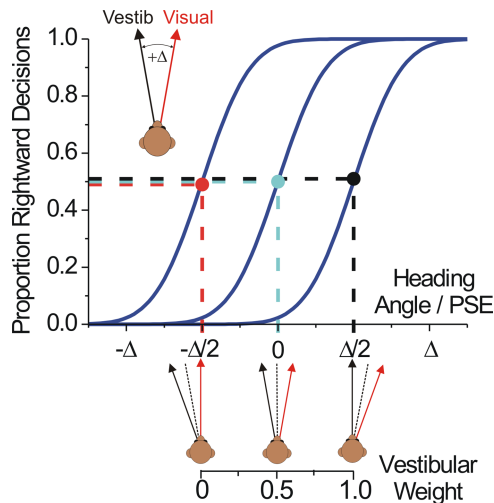 Vestib Visual
+Δ
Proportion Rightward Decisions
1.0
0.8
0.6
0.4
0.2
0.0
Heading
Angle / PSE
-Δ -Δ/2 0 Δ/2 Δ
0 0.5 1.0
Vestibular
Weight